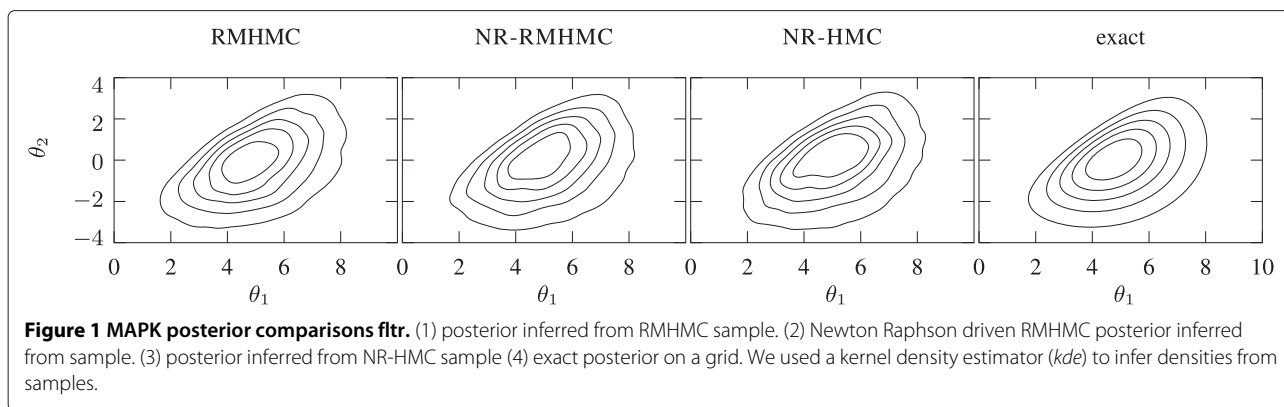 RMHMC
NR-RMHMC
NR-HMC
exact
4
2
0
−2
−4
θ2
0 2 4 6 8
0 2 4 6 8
0 2 4 6 8
0 2 4 6 8 10
θ1
θ1
θ1
θ1
Figure 1 MAPK posterior comparisons fltr. (1) posterior inferred from RMHMC sample. (2) Newton Raphson driven RMHMC posterior inferred
from sample. (3) posterior inferred from NR-HMC sample (4) exact posterior on a grid. We used a kernel density estimator (kde) to infer densities from
samples.